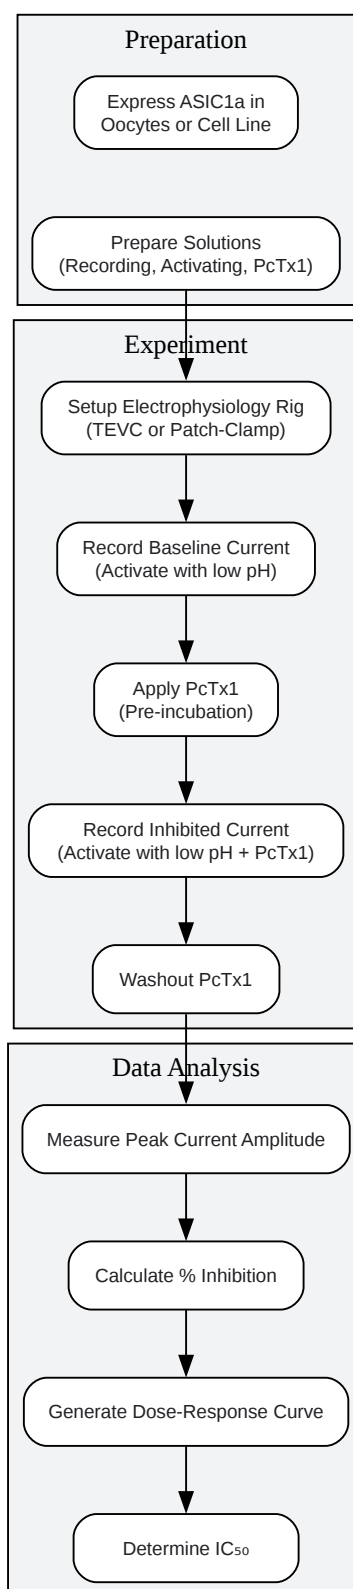 Preparation
Express ASIC1a in
Oocytes or Cell Line
Prepare Solutions
(Recording, Activating, PcTx1)
Experiment
Setup Electrophysiology Rig
(TEVC or Patch-Clamp)
Record Baseline Current
(Activate with low pH)
Apply PcTx1
(Pre-incubation)
Record Inhibited Current
(Activate with low pH + PcTx1)
Washout PcTx1
Data Analysis
Measure Peak Current Amplitude
Calculate % Inhibition
Generate Dose-Response Curve
Determine IC₅₀